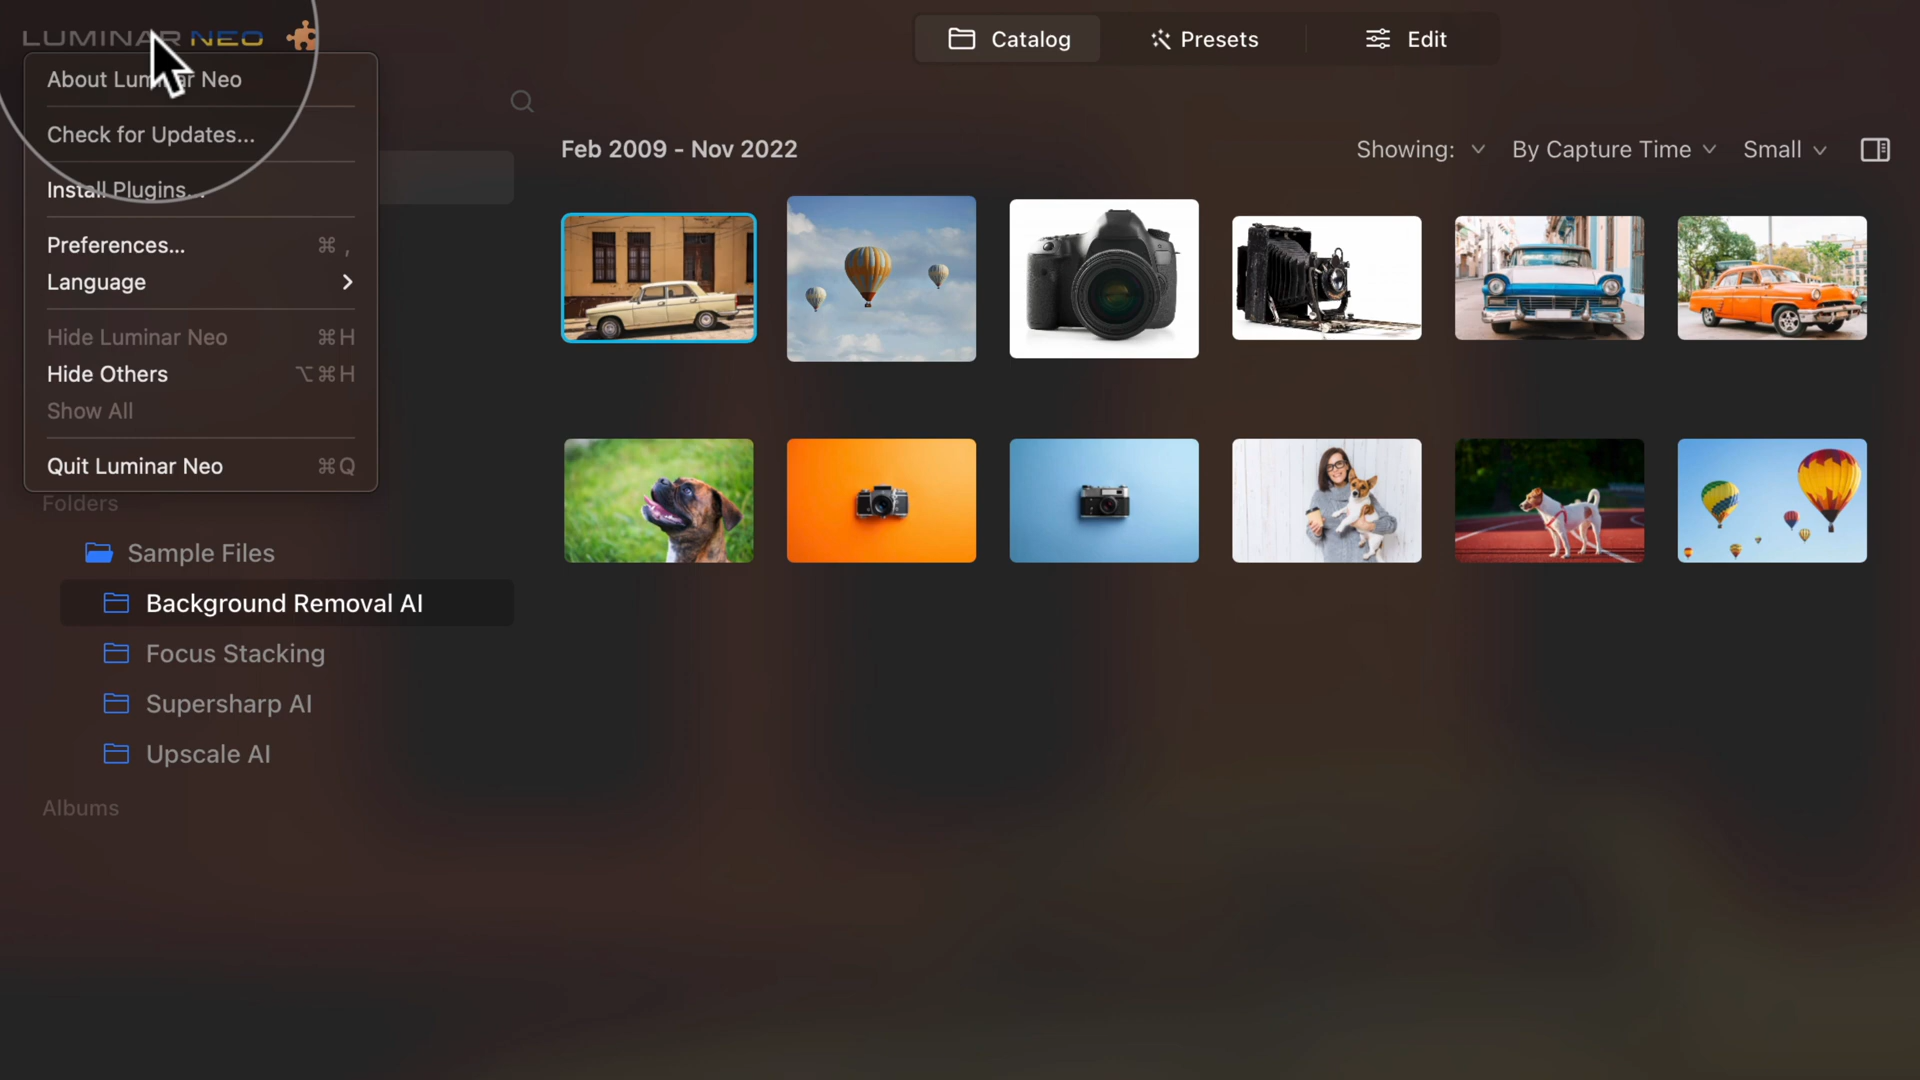 LUMINAR NEO
Catalog
Presets
Edit
About Luminar Neo
Check for Updates...
Install Plugins...
Preferences... ⌘ ,
Language
Hide Luminar Neo ⌘H
Hide Others ⌥⌘H
Show All
Quit Luminar Neo ⌘Q
Folders
Sample Files
Background Removal AI
Focus Stacking
Supersharp AI
Upscale AI
Albums
Feb 2009 - Nov 2022
Showing:
By Capture Time
Small